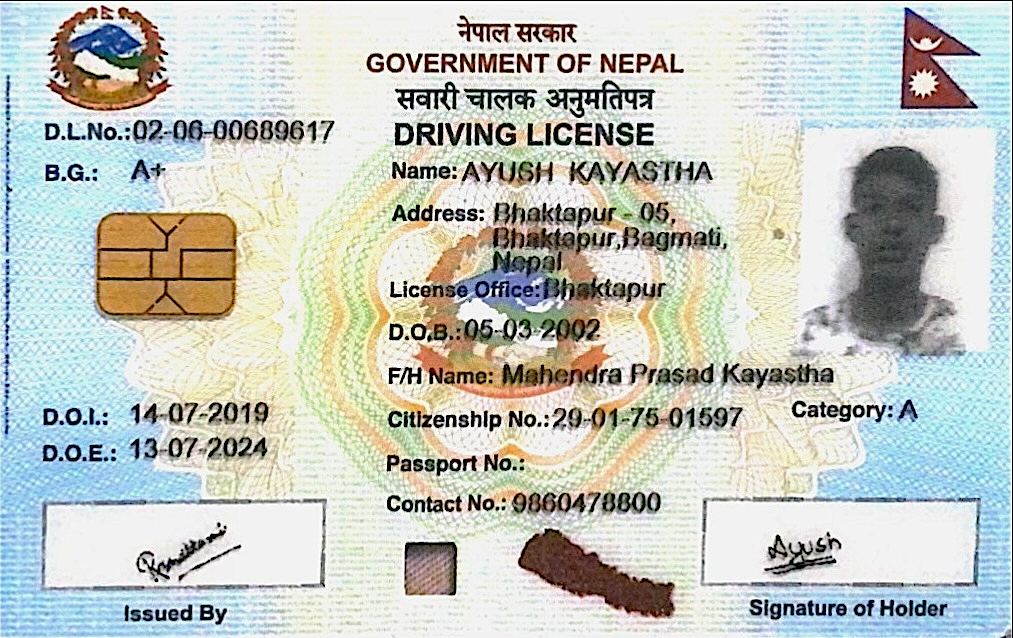 नेपाल सरकार
GOVERNMENT OF NEPAL
सवारी चालक अनुमतिपत्र
DRIVING LICENSE
D.L.No.:02-06-00689617
B.G.: A+
Name: AYUSH KAYASTHA
Address: Bhaktapur - 05,
Bhaktapur,Bagmati,
Nepal
License Office: Bhaktapur
D.O.B.:05-03-2002
F/H Name: Mahendra Prasad Kayastha
D.O.I.: 14-07-2019
Citizenship No.:29-01-75-01597
Category: A
D.O.E.: 13-07-2024
Passport No.:
Contact No.: 9860478800
Ayush
Issued By
Signature of Holder